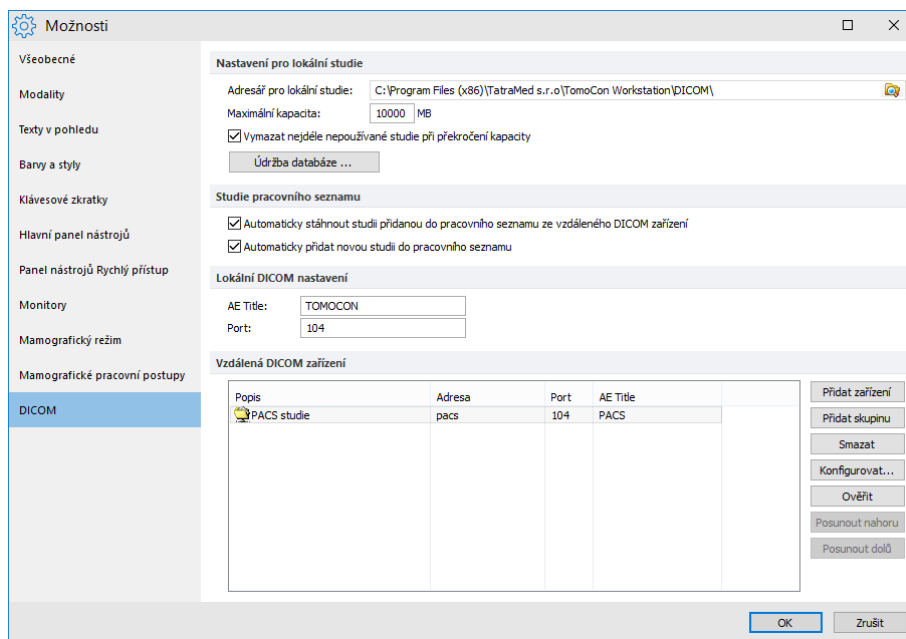 Možnosti
Všeobecné
Modality
Texty v pohledu
Barvy a styly
Klávesové zkratky
Hlavní panel nástrojů
Panel nástrojů Rychlý přístup
Monitory
Mamografický režim
Mamografické pracovní postupy
DICOM
Nastavení pro lokální studie
Adresář pro lokální studie: C:\Program Files (x86)\TatraMed s.r.o\TomoCon Workstation\DICOM\
Maximální kapacita: 10000 MB
Vymazat nejdéle nepoužívané studie při překročení kapacity
Údržba databáze ...
Studie pracovního seznamu
Automaticky stáhnout studii přidanou do pracovního seznamu ze vzdáleného DICOM zařízení
Automaticky přidat novou studii do pracovního seznamu
Lokální DICOM nastavení
AE Title: TOMOCON
Port: 104
Vzdálená DICOM zařízení
Popis Adresa Port AE Title
PACS studie pacs 104 PACS
Přidat zařízení
Přidat skupinu
Smazat
Konfigurovat...
Ověřit
Posunout nahoru
Posunout dolů
OK Zrušit